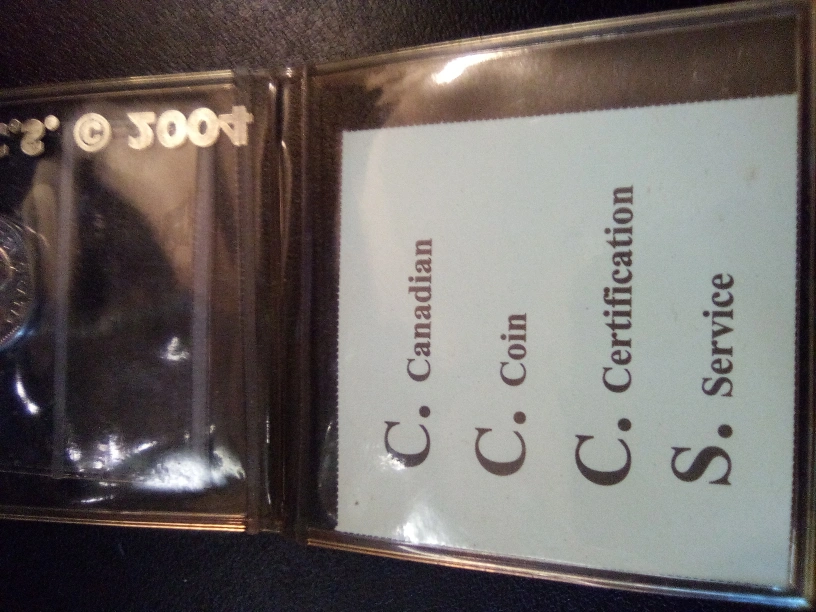 .S. © 2004
C. Canadian
C. Coin
C. Certification
S. Service